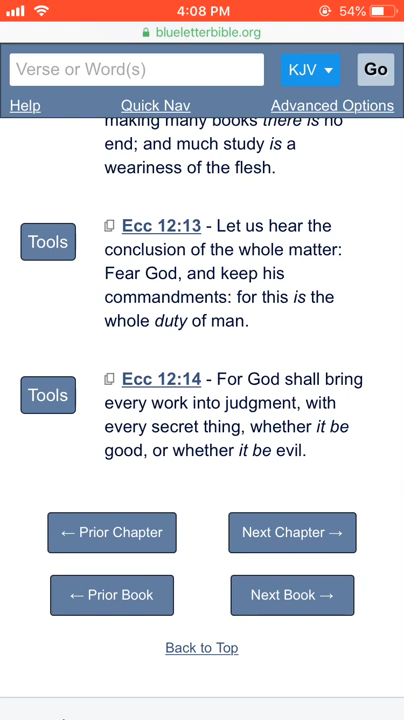 4:08 PM
54%
blueletterbible.org
Verse or Word(s)
KJV
Go
Help
Quick Nav
Advanced Options
making many books there is no
end; and much study is a
weariness of the flesh.
Tools
Ecc 12:13 - Let us hear the
conclusion of the whole matter:
Fear God, and keep his
commandments: for this is the
whole duty of man.
Tools
Ecc 12:14 - For God shall bring
every work into judgment, with
every secret thing, whether it be
good, or whether it be evil.
← Prior Chapter
Next Chapter →
← Prior Book
Next Book →
Back to Top